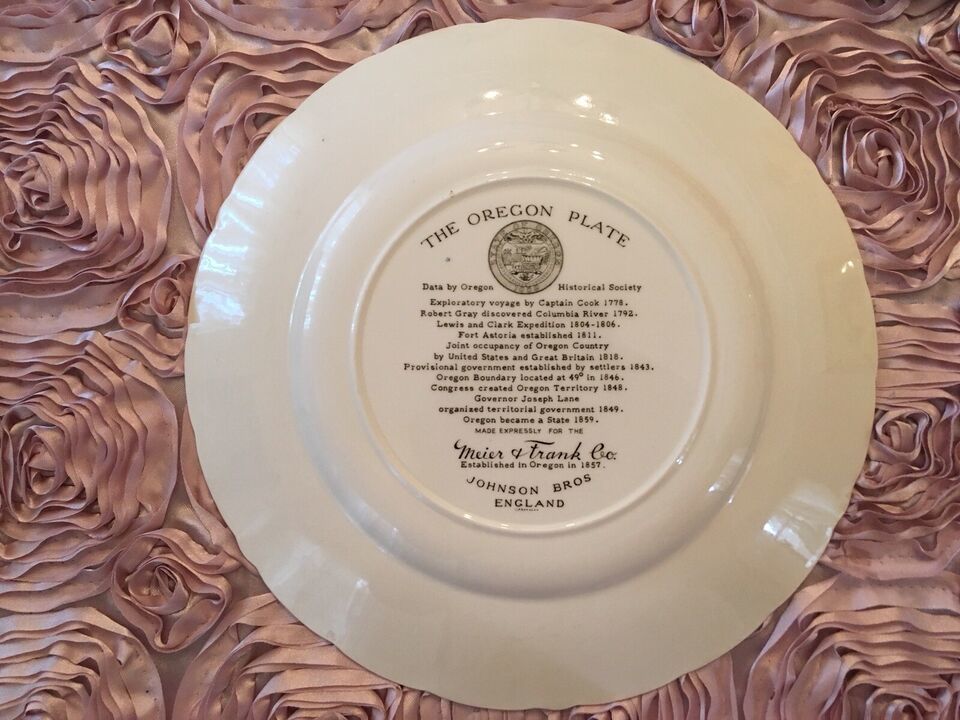 THE OREGON PLATE
Data by Oregon Historical Society
Exploratory voyage by Captain Cook 1778.
Robert Gray discovered Columbia River 1792.
Lewis and Clark Expedition 1804-1806.
Fort Astoria established 1811.
Joint occupancy of Oregon Country
by United States and Great Britain 1818.
Provisional government established by settlers 1843.
Oregon Boundary located at 49° in 1846.
Congress created Oregon Territory 1848.
Governor Joseph Lane
organized territorial government 1849.
Oregon became a State 1859.
MADE EXPRESSLY FOR THE
Meier & Frank Co.
Established in Oregon in 1857.
JOHNSON BROS
ENGLAND